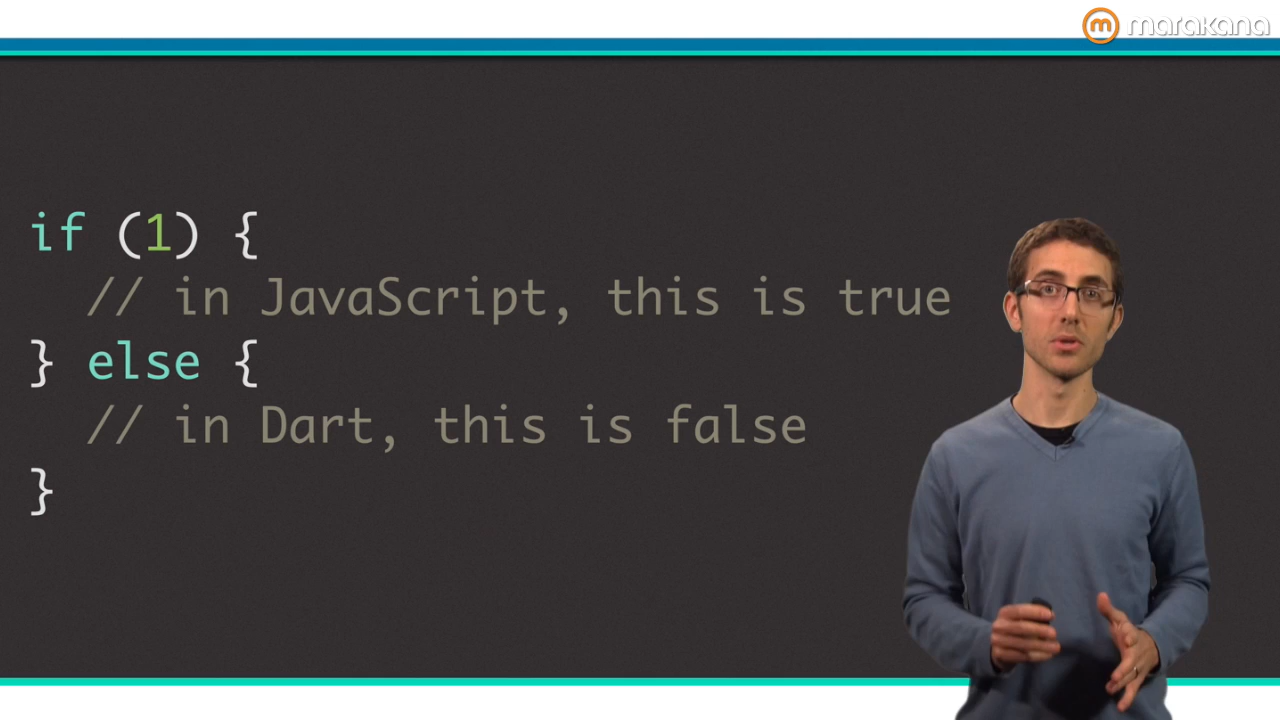 marakana
if (1) {
// in JavaScript, this is true
} else {
// in Dart, this is false
}